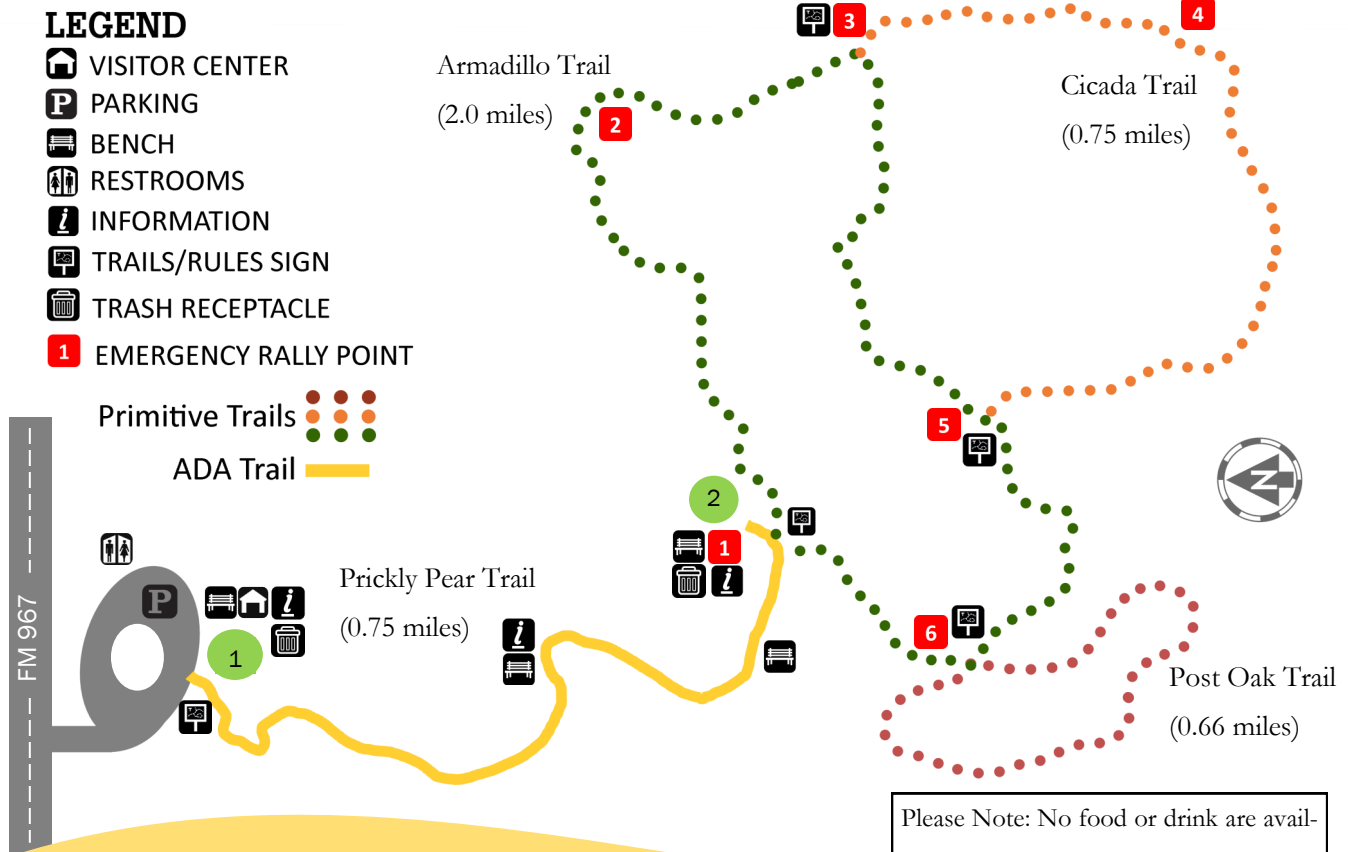 LEGEND
VISITOR CENTER
P PARKING
BENCH
RESTROOMS
i INFORMATION
TRAILS/RULES SIGN
TRASH RECEPTACLE
1 EMERGENCY RALLY POINT
Primitive Trails
ADA Trail
Armadillo Trail
(2.0 miles)
2
3
4
Cicada Trail
(0.75 miles)
5
N
2
1
i
FM 967
P
i
1
Prickly Pear Trail
(0.75 miles)
i
6
Post Oak Trail
(0.66 miles)
Please Note: No food or drink are avail-